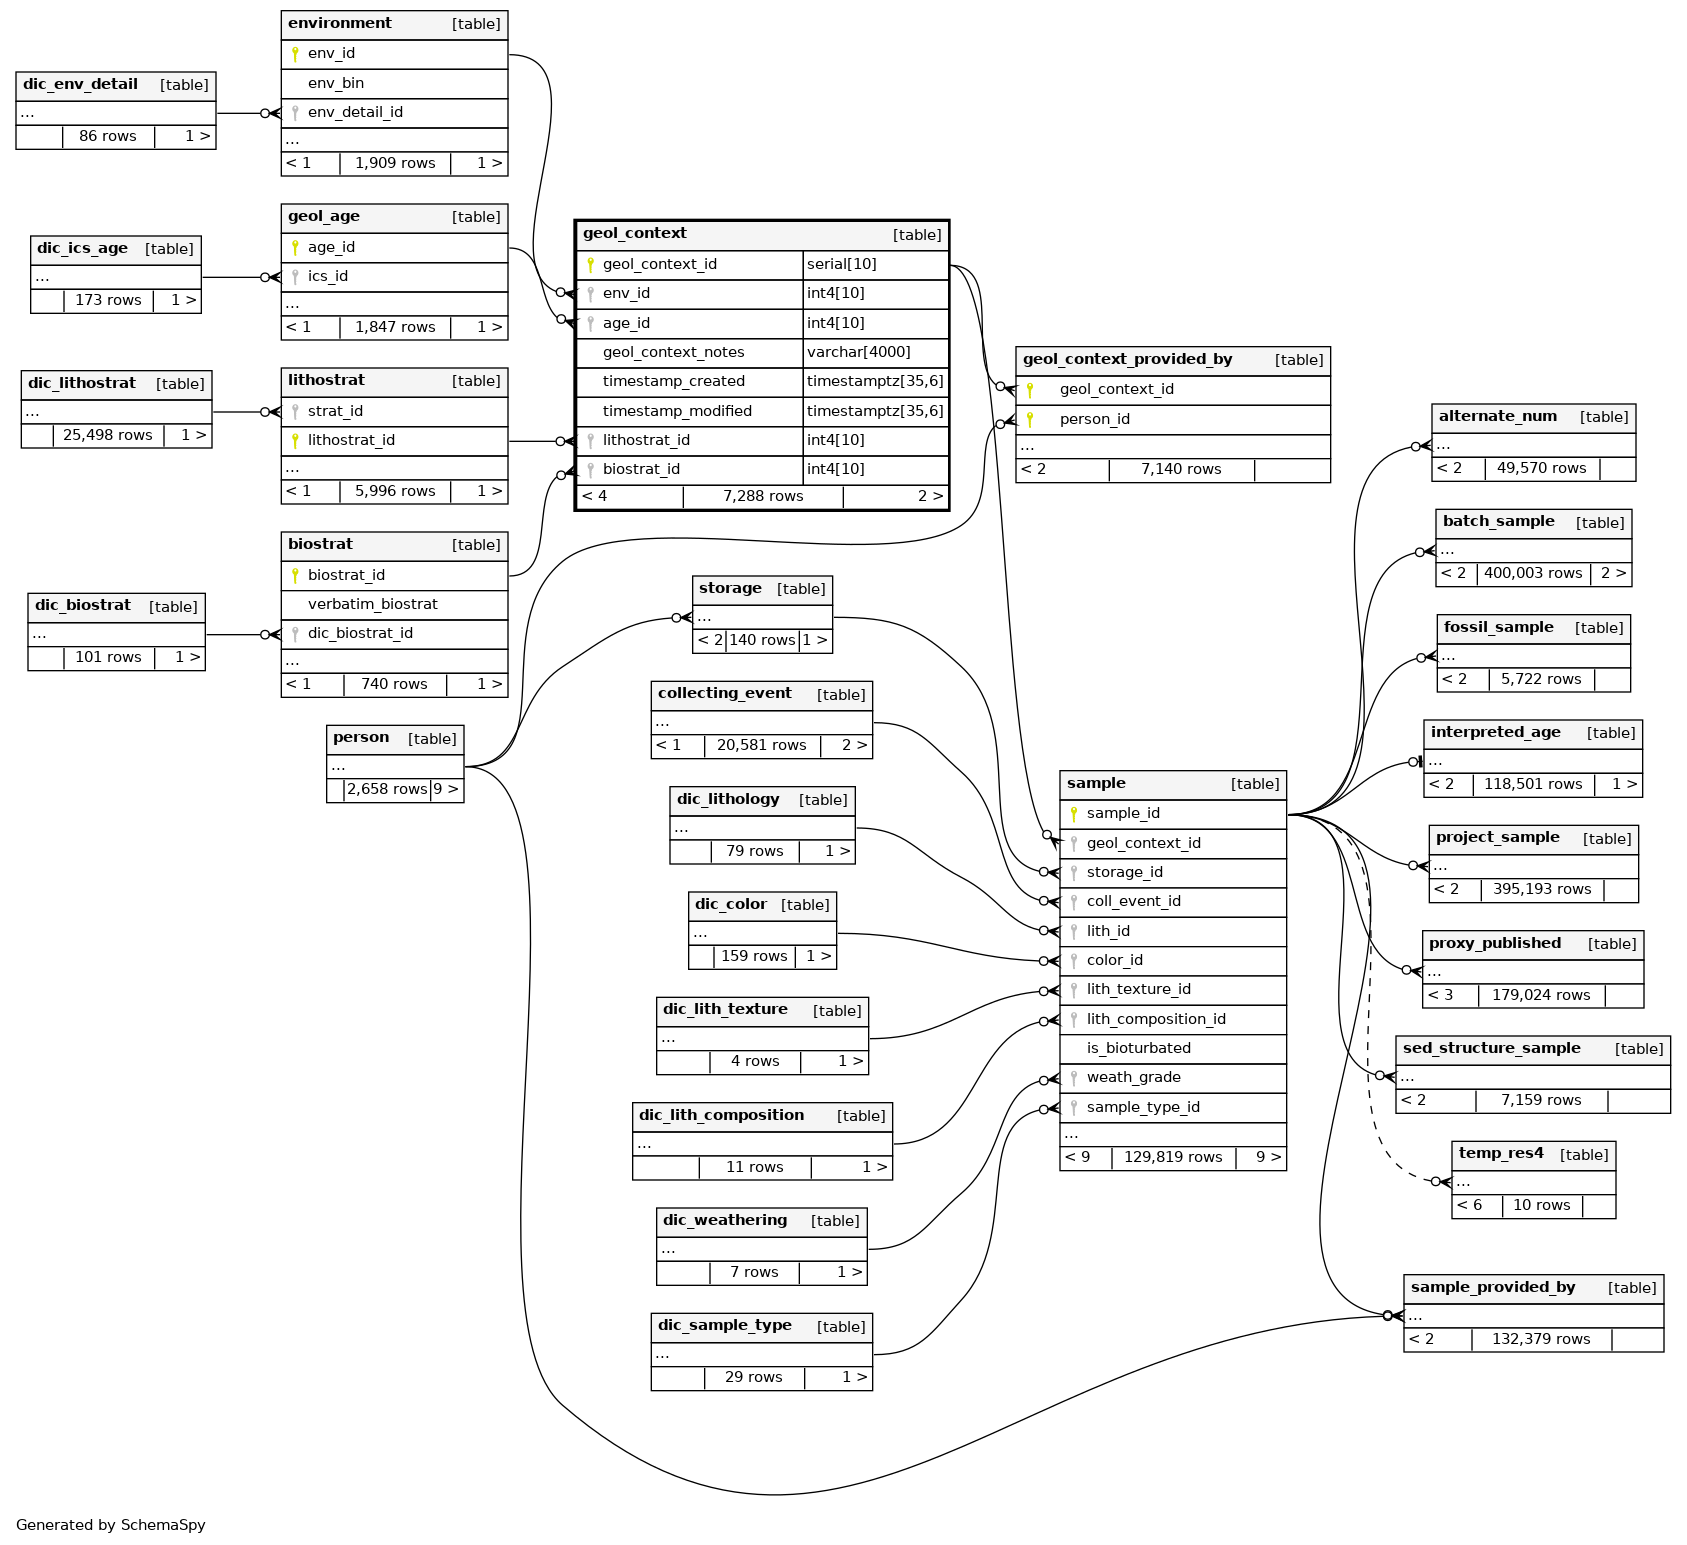 environment [table]
env_id
env_bin
env_detail_id
...
< 1 1,909 rows 1 >
dic_env_detail [table]
...
86 rows 1 >
geol_age [table]
age_id
ics_id
...
< 1 1,847 rows 1 >
dic_ics_age [table]
...
173 rows 1 >
lithostrat [table]
strat_id
lithostrat_id
...
< 1 5,996 rows 1 >
dic_lithostrat [table]
...
25,498 rows 1 >
biostrat [table]
biostrat_id
verbatim_biostrat
dic_biostrat_id
...
< 1 740 rows 1 >
dic_biostrat [table]
...
101 rows 1 >
person [table]
...
2,658 rows 9 >
geol_context [table]
geol_context_id serial[10]
env_id int4[10]
age_id int4[10]
geol_context_notes varchar[4000]
timestamp_created timestamptz[35,6]
timestamp_modified timestamptz[35,6]
lithostrat_id int4[10]
biostrat_id int4[10]
< 4 7,288 rows 2 >
geol_context_provided_by [table]
geol_context_id
person_id
...
< 2 7,140 rows
storage [table]
...
< 2 140 rows 1 >
collecting_event [table]
...
< 1 20,581 rows 2 >
dic_lithology [table]
...
79 rows 1 >
dic_color [table]
...
159 rows 1 >
dic_lith_texture [table]
...
4 rows 1 >
dic_lith_composition [table]
...
11 rows 1 >
dic_weathering [table]
...
7 rows 1 >
dic_sample_type [table]
...
29 rows 1 >
sample [table]
sample_id
geol_context_id
storage_id
coll_event_id
lith_id
color_id
lith_texture_id
lith_composition_id
is_bioturbated
weath_grade
sample_type_id
...
< 9 129,819 rows 9 >
alternate_num [table]
...
< 2 49,570 rows
batch_sample [table]
...
< 2 400,003 rows 2 >
fossil_sample [table]
...
< 2 5,722 rows
interpreted_age [table]
...
< 2 118,501 rows 1 >
project_sample [table]
...
< 2 395,193 rows
proxy_published [table]
...
< 3 179,024 rows
sed_structure_sample [table]
...
< 2 7,159 rows
temp_res4 [table]
...
< 6 10 rows
sample_provided_by [table]
...
< 2 132,379 rows
Generated by SchemaSpy